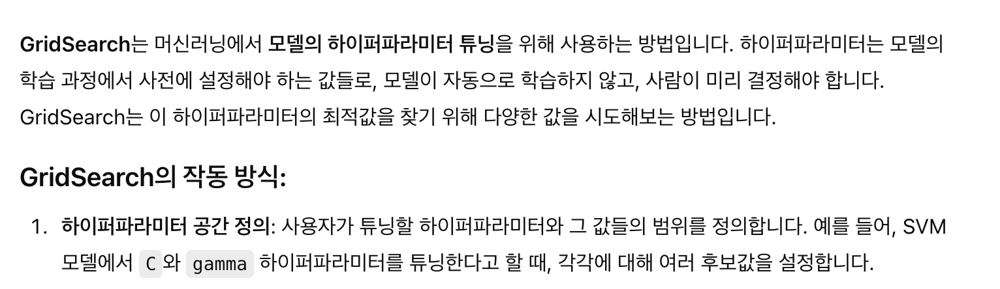 GridSearch는 머신러닝에서 모델의 하이퍼파라미터 튜닝을 위해 사용하는 방법입니다. 하이퍼파라미터는 모델의
학습 과정에서 사전에 설정해야 하는 값들로, 모델이 자동으로 학습하지 않고, 사람이 미리 결정해야 합니다.
GridSearch는 이 하이퍼파라미터의 최적값을 찾기 위해 다양한 값을 시도해보는 방법입니다.
GridSearch의 작동 방식:
1. 하이퍼파라미터 공간 정의: 사용자가 튜닝할 하이퍼파라미터와 그 값들의 범위를 정의합니다. 예를 들어, SVM
모델에서 C와 gamma 하이퍼파라미터를 튜닝한다고 할 때, 각각에 대해 여러 후보값을 설정합니다.